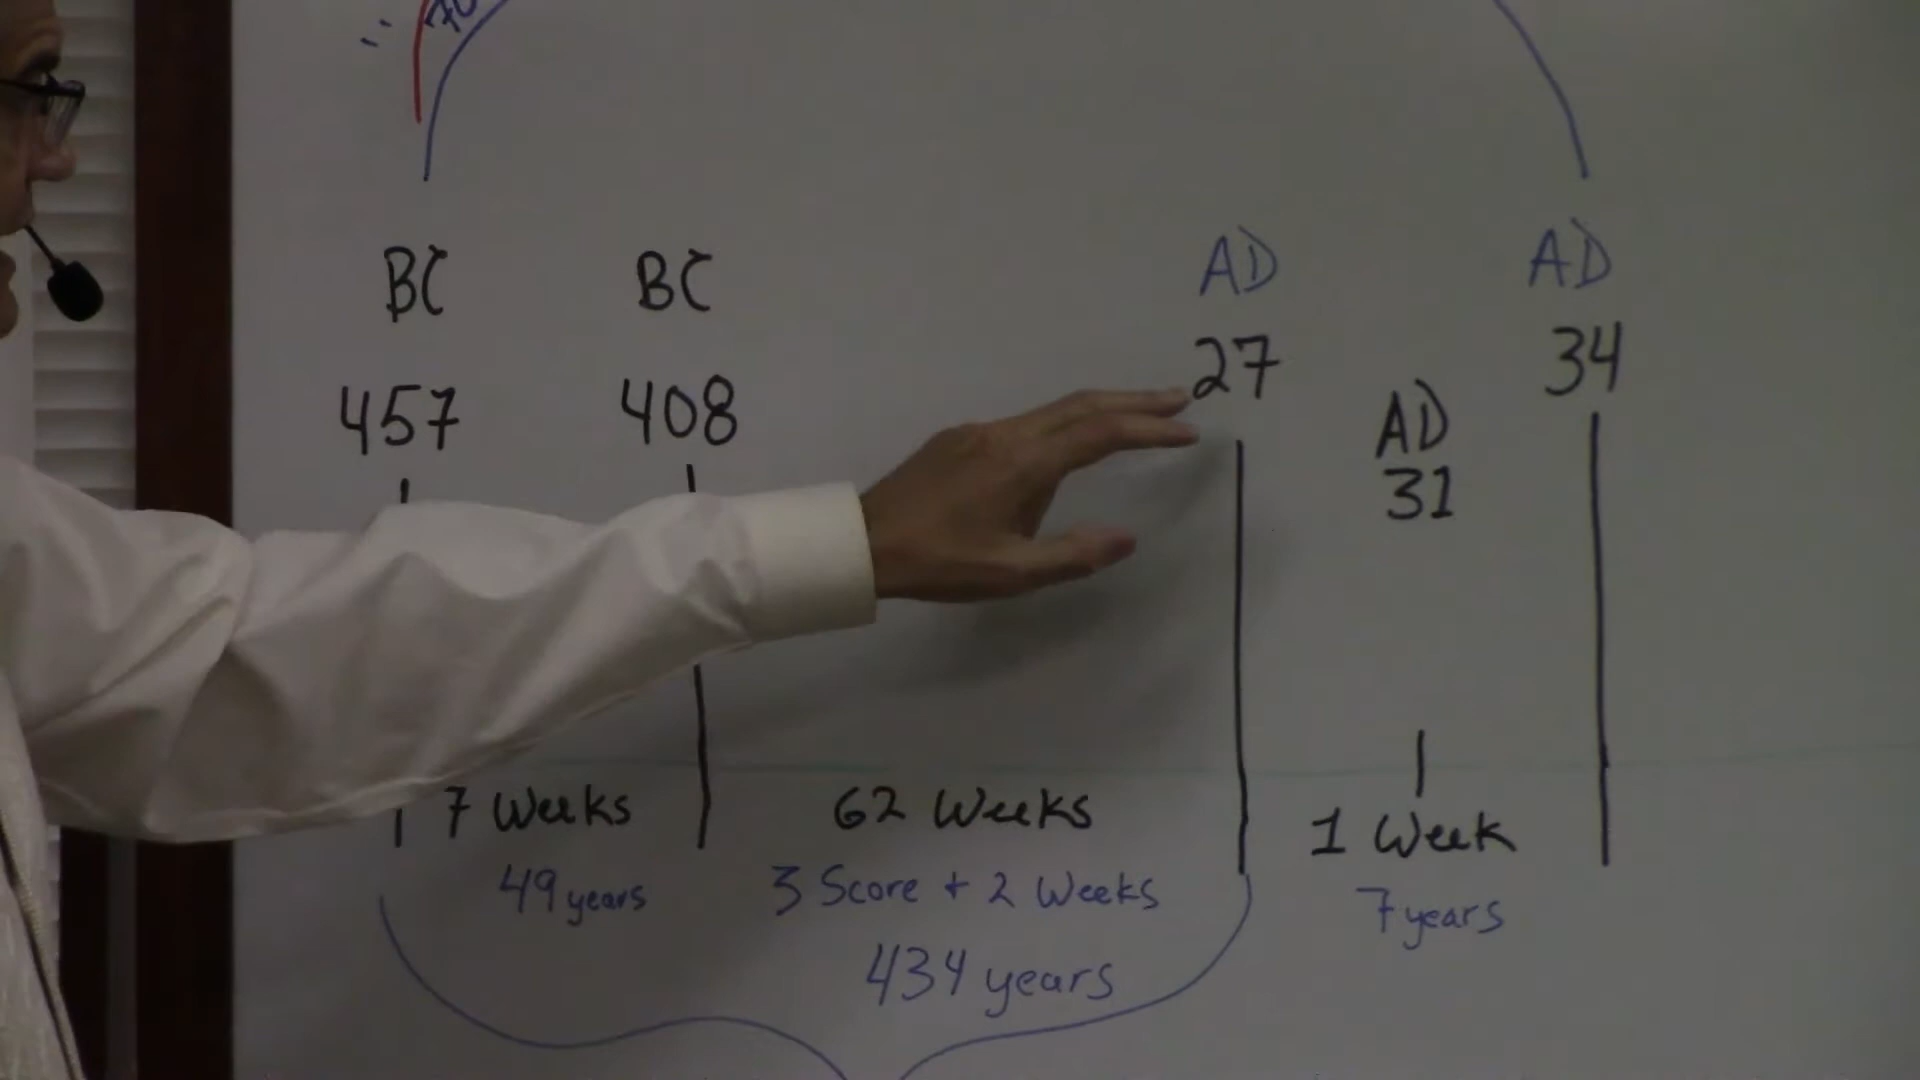 70
BC
BC
AD
AD
457
408
27
34
AD
31
7 Weeks
62 Weeks
1 Week
49 years
3 Score + 2 Weeks
7 years
434 years